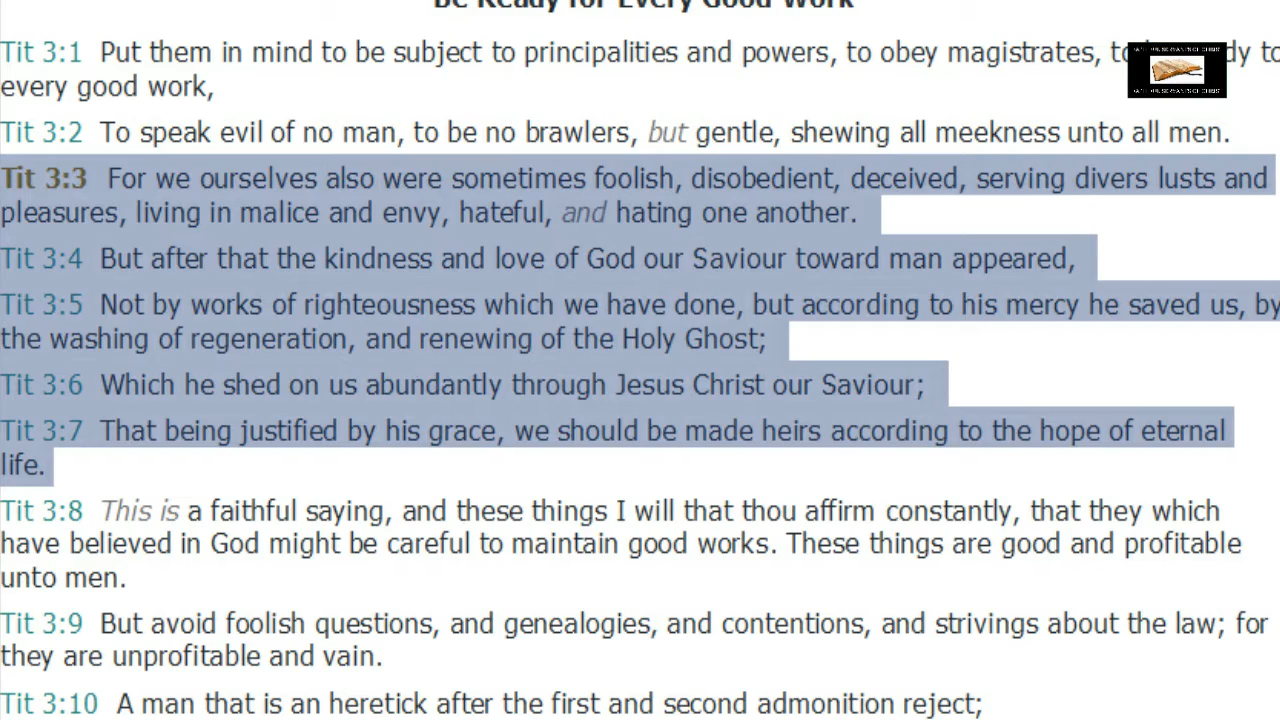 Be Ready for Every Good Work
Tit 3:1 Put them in mind to be subject to principalities and powers, to obey magistrates, to
every good work,
Tit 3:2 To speak evil of no man, to be no brawlers, but gentle, shewing all meekness unto all men.
Tit 3:3 For we ourselves also were sometimes foolish, disobedient, deceived, serving divers lusts and
pleasures, living in malice and envy, hateful, and hating one another.
Tit 3:4 But after that the kindness and love of God our Saviour toward man appeared,
Tit 3:5 Not by works of righteousness which we have done, but according to his mercy he saved us, by
the washing of regeneration, and renewing of the Holy Ghost;
Tit 3:6 Which he shed on us abundantly through Jesus Christ our Saviour;
Tit 3:7 That being justified by his grace, we should be made heirs according to the hope of eternal
life.
Tit 3:8 This is a faithful saying, and these things I will that thou affirm constantly, that they which
have believed in God might be careful to maintain good works. These things are good and profitable
unto men.
Tit 3:9 But avoid foolish questions, and genealogies, and contentions, and strivings about the law; for
they are unprofitable and vain.
Tit 3:10 A man that is an heretick after the first and second admonition reject;